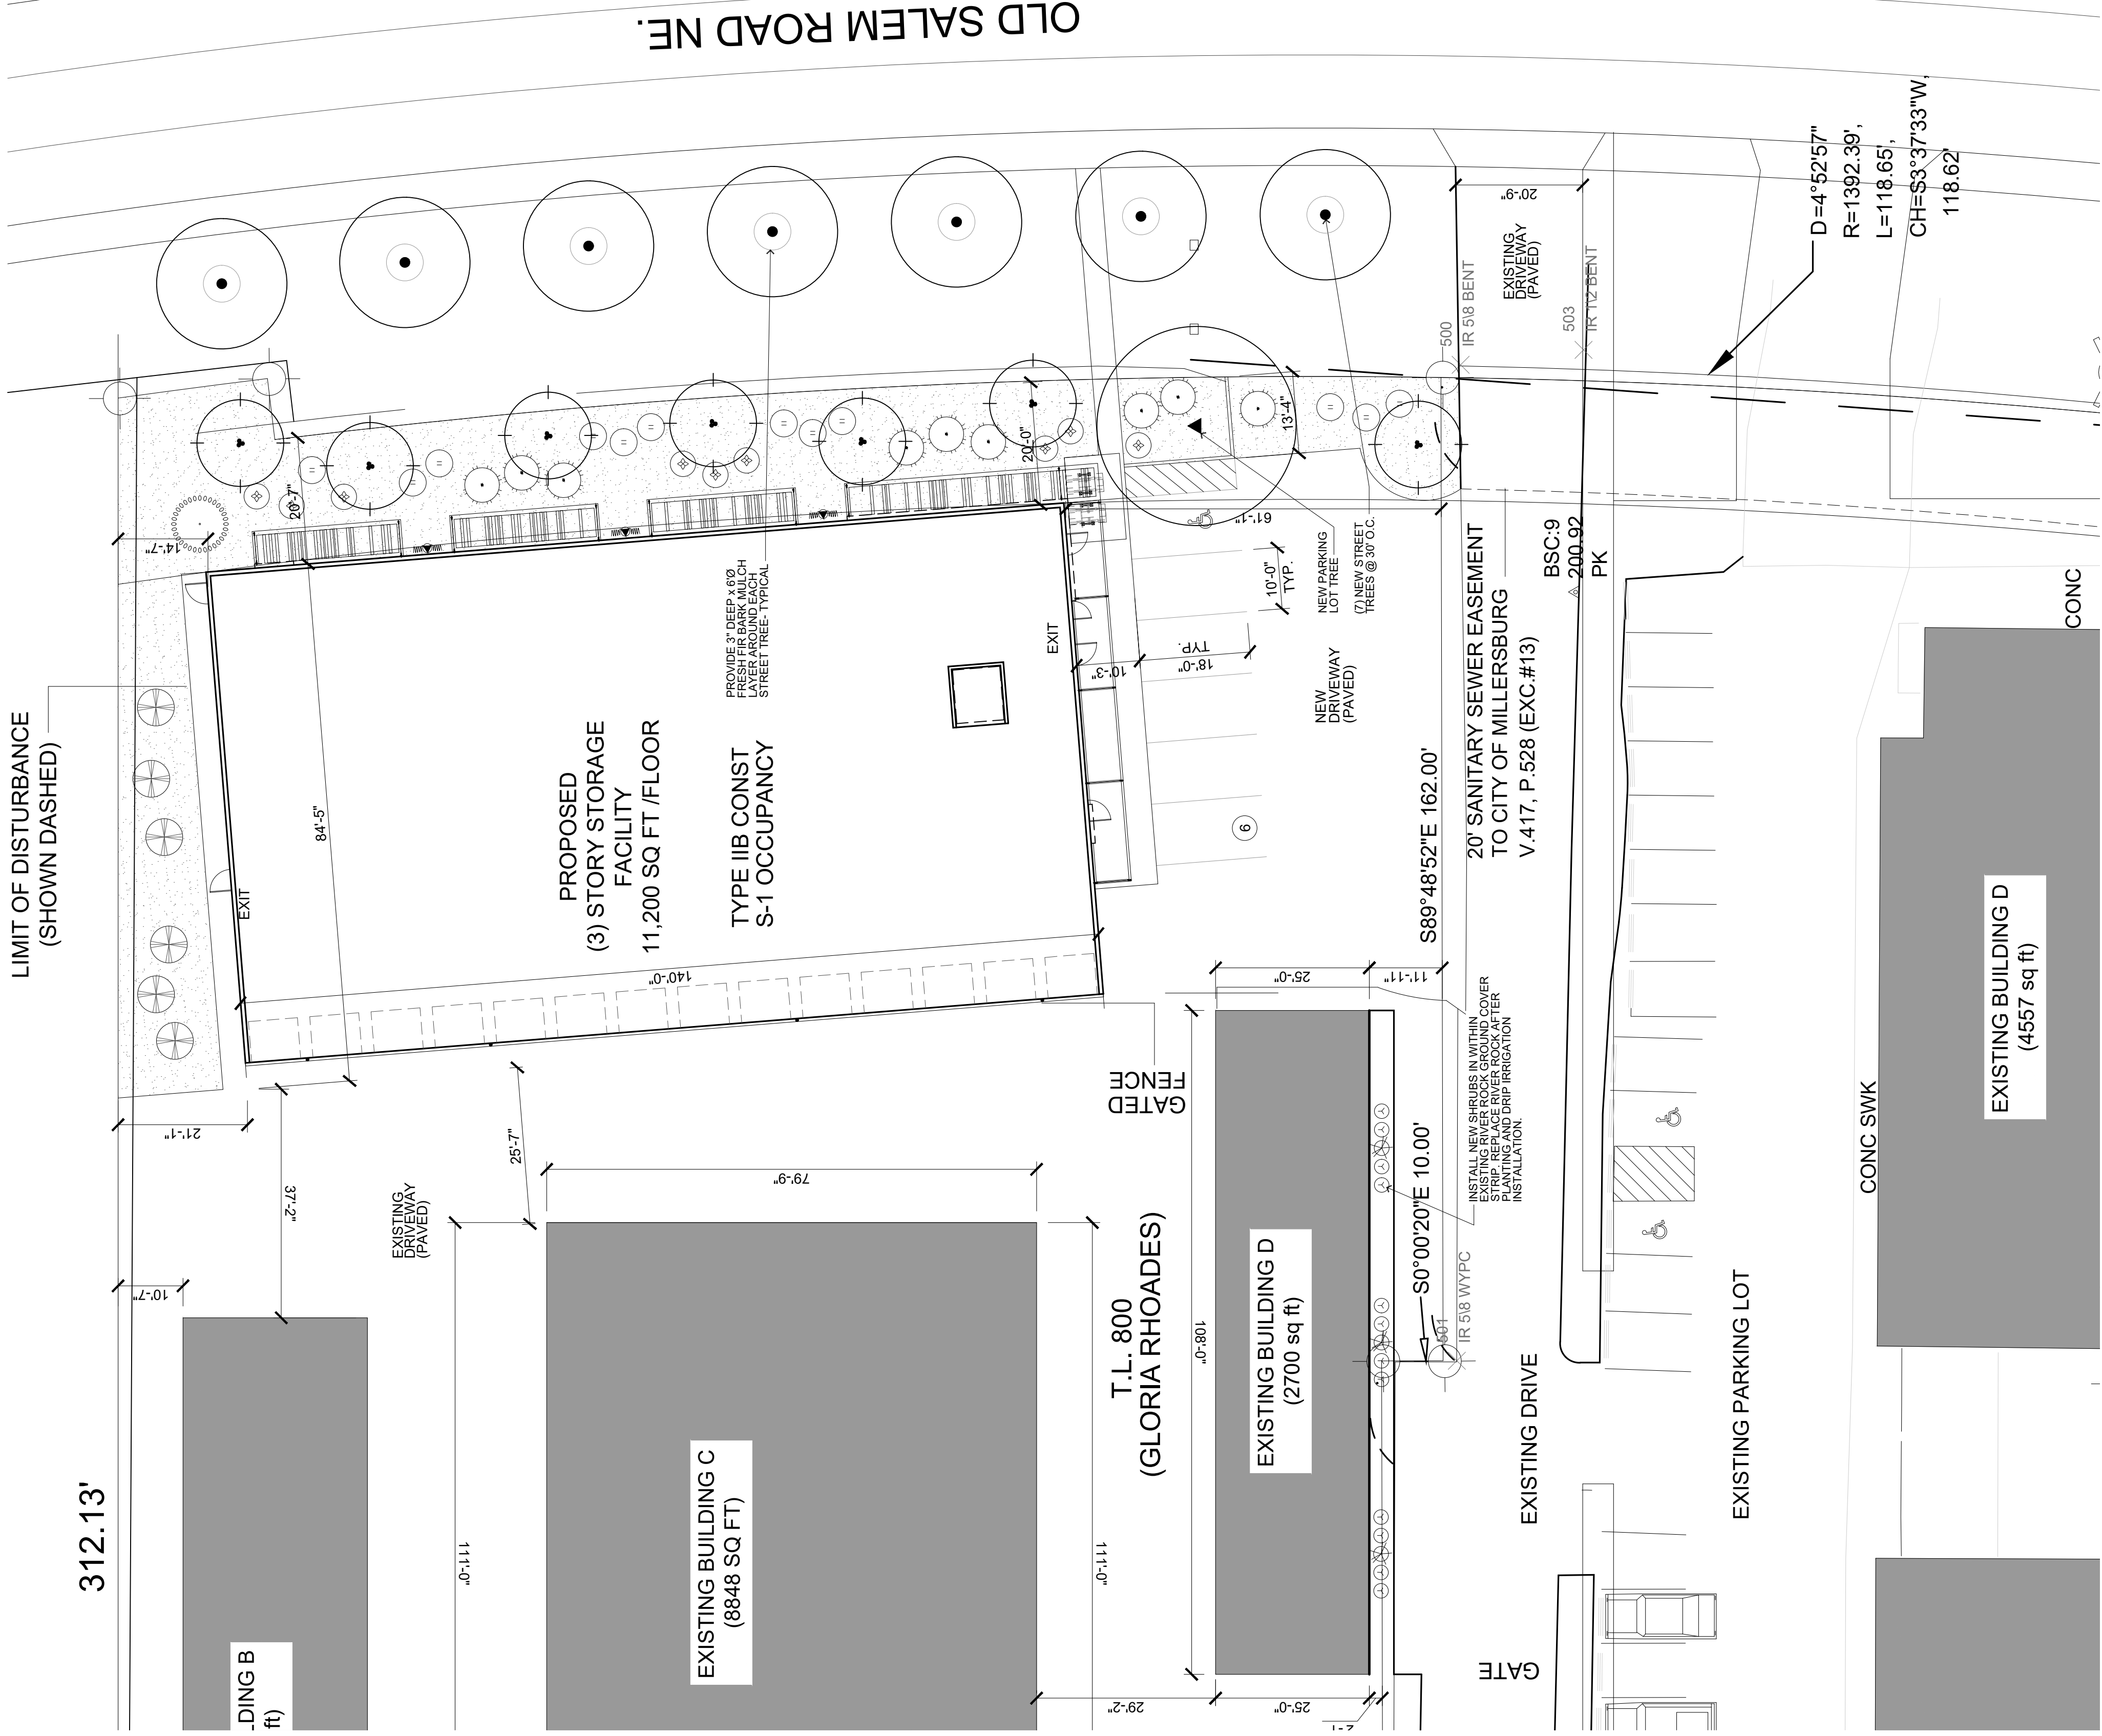 OLD SALEM ROAD NE.
D=4°52'57"
R=1392.39',
L=118.65',
CH=S3°37'33"W,
118.62'
20'-9"
EXISTING
DRIVEWAY
(PAVED)
500
IR 5\8 BENT
503
IR 1\2 BENT
20'-7"
14'-7"
20'-0"
13'-4"
61'-1"
10'-0"
TYP.
18'-0"
TYP.
10'-3"
EXIT
6
NEW PARKING
LOT TREE
(7) NEW STREET
TREES @ 30' O.C.
NEW
DRIVEWAY
(PAVED)
PROVIDE 3" DEEP x 6'Ø
FRESH FIR BARK MULCH
LAYER AROUND EACH
STREET TREE- TYPICAL
LIMIT OF DISTURBANCE
(SHOWN DASHED)
84'-5"
EXIT
PROPOSED
(3) STORY STORAGE
FACILITY
11,200 SQ FT /FLOOR
TYPE IIB CONST
S-1 OCCUPANCY
140'-0"
S89°48'52"E 162.00'
20' SANITARY SEWER EASEMENT
TO CITY OF MILLERSBURG
V.417, P.528 (EXC.#13)
BSC:9
200.92
PK
CONC
EXISTING BUILDING D
(4557 sq ft)
CONC SWK
25'-0"
11'-11"
GATED
FENCE
INSTALL NEW SHRUBS IN WITHIN
EXISTING RIVER ROCK GROUND COVER
STRIP. REPLACE RIVER ROCK AFTER
PLANTING AND DRIP IRRIGATION
INSTALLATION.
21'-1"
37'-2"
25'-7"
79'-9"
EXISTING
DRIVEWAY
(PAVED)
10'-7"
312.13'
LDING B
ft)
111'-0"
EXISTING BUILDING C
(8848 SQ FT)
111'-0"
T.L. 800
(GLORIA RHOADES)
108'-0"
EXISTING BUILDING D
(2700 sq ft)
S0°00'20"E 10.00'
501
IR 5\8 WYPC
EXISTING DRIVE
EXISTING PARKING LOT
GATE
29'-2"
25'-0"